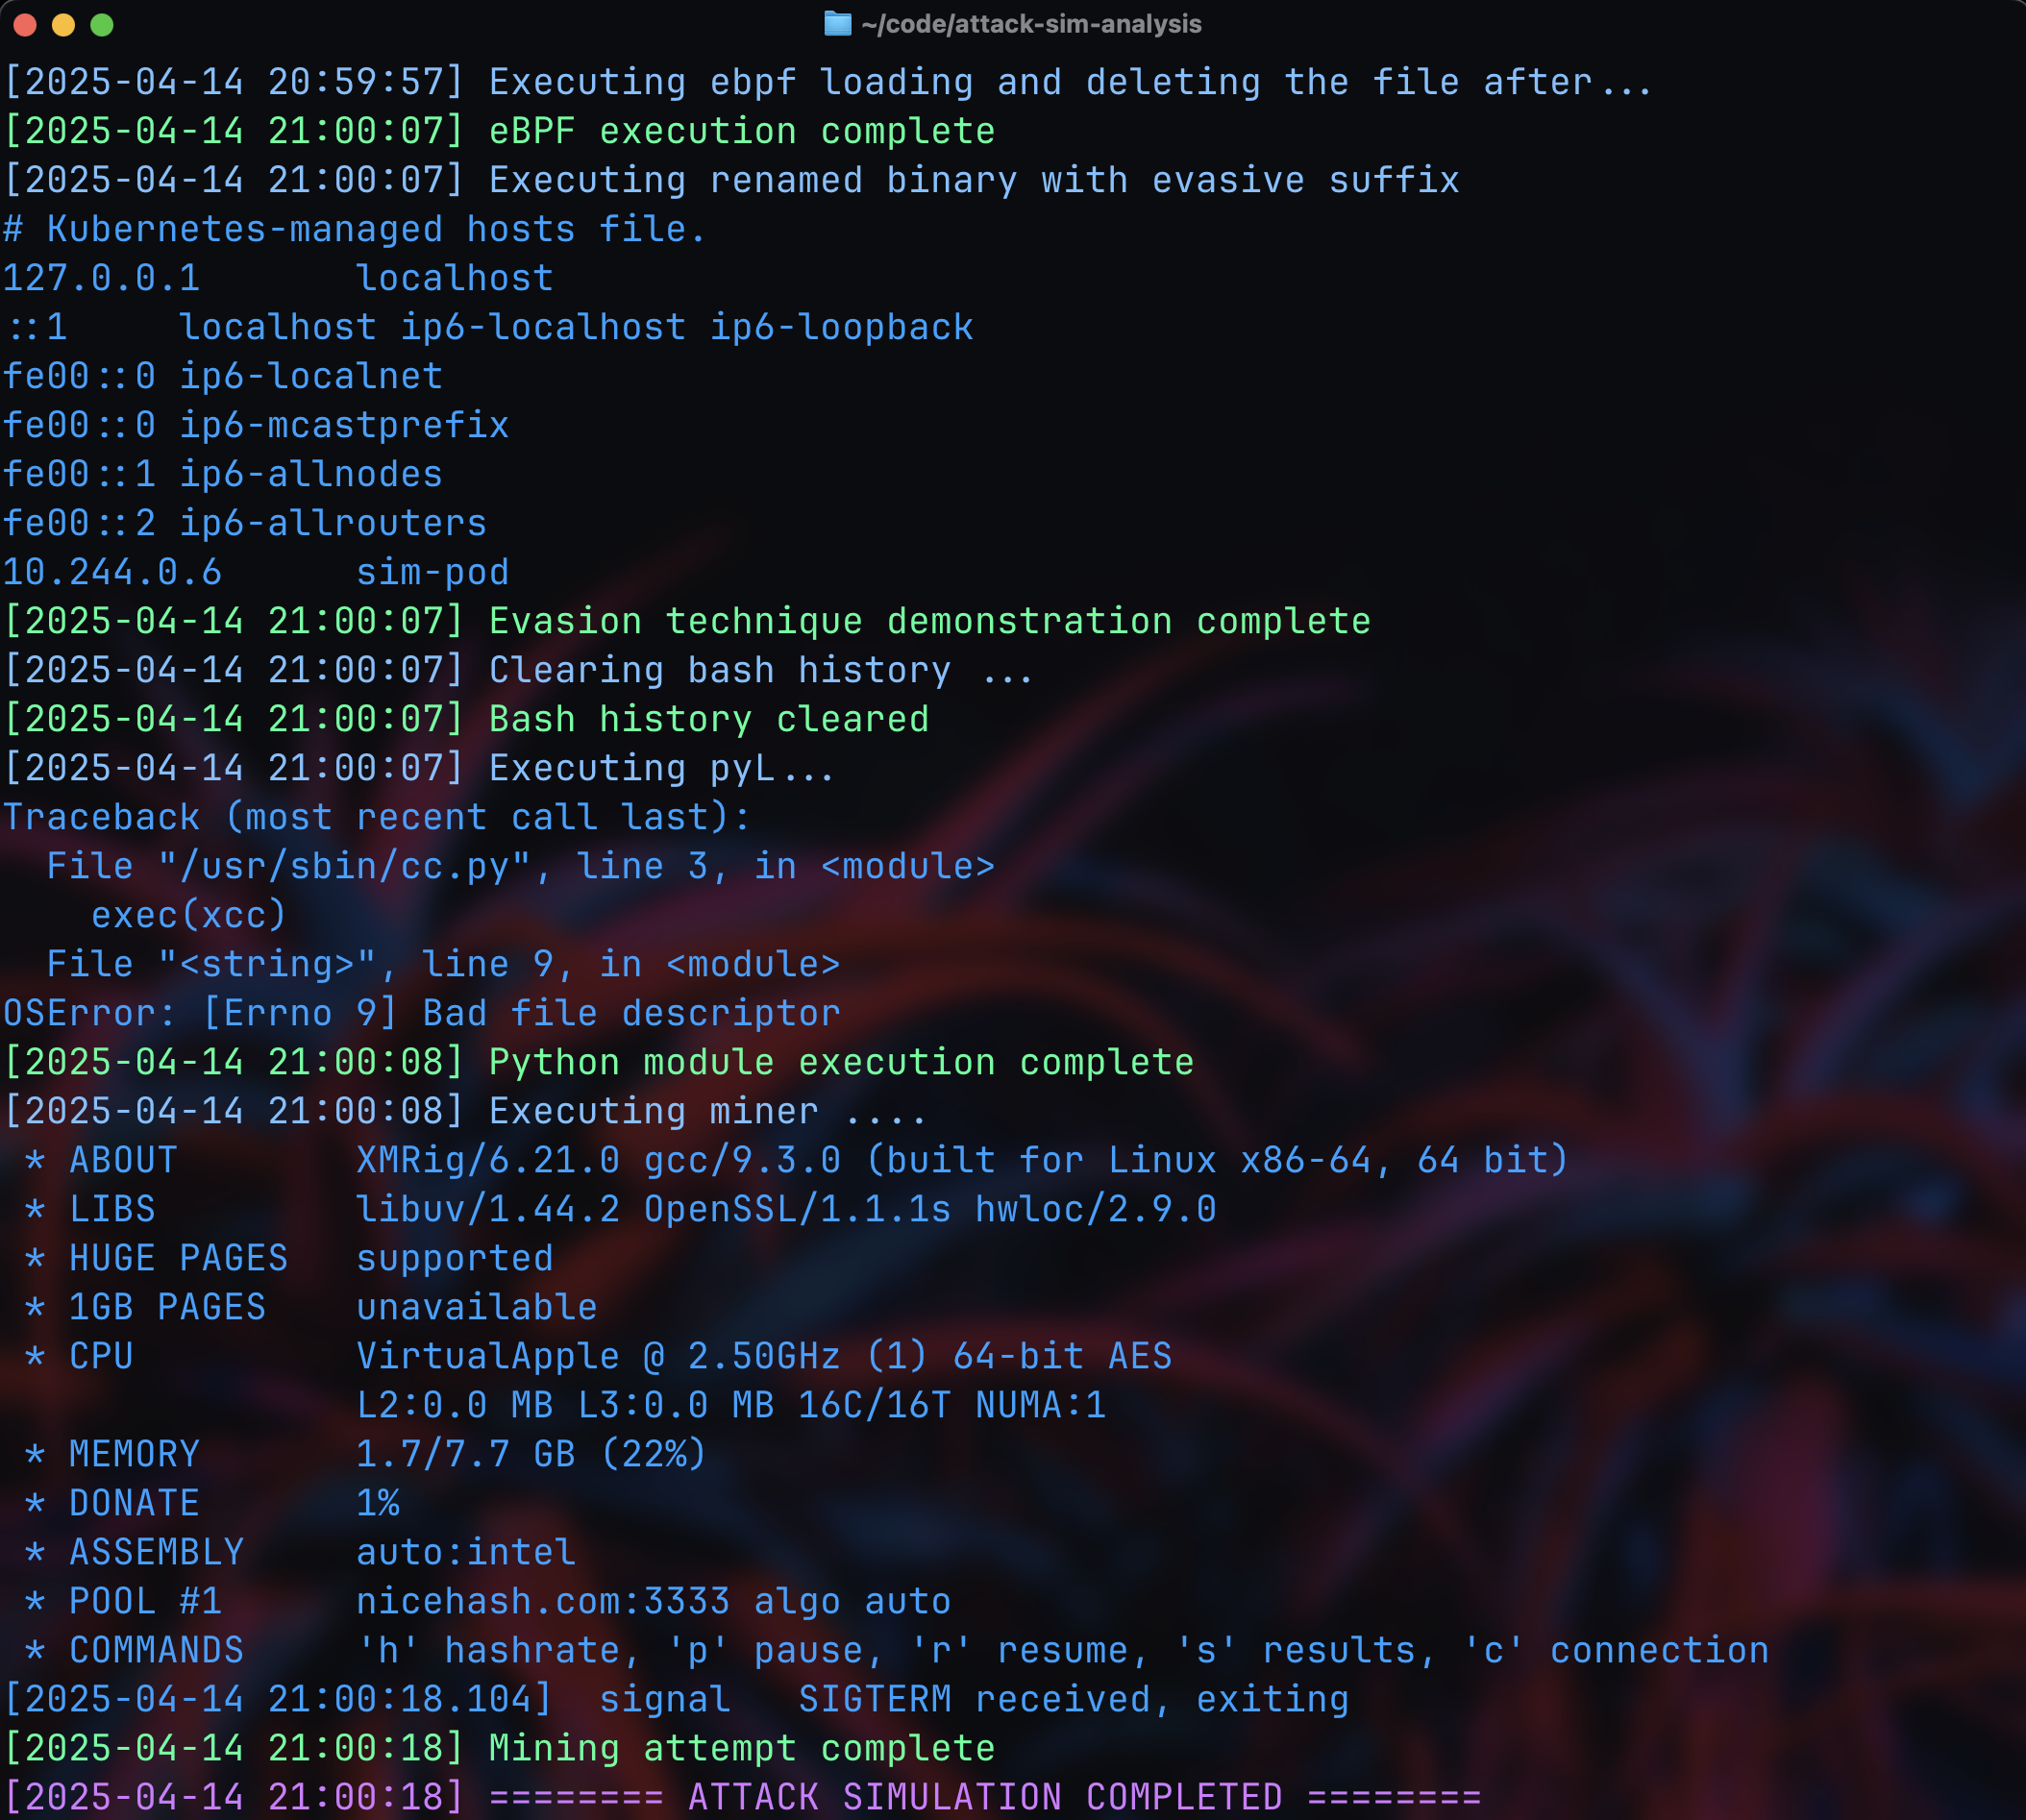 ~/code/attack-sim-analysis
[2025-04-14 20:59:57] Executing ebpf loading and deleting the file after...
[2025-04-14 21:00:07] eBPF execution complete
[2025-04-14 21:00:07] Executing renamed binary with evasive suffix
# Kubernetes-managed hosts file.
127.0.0.1       localhost
::1     localhost ip6-localhost ip6-loopback
fe00::0 ip6-localnet
fe00::0 ip6-mcastprefix
fe00::1 ip6-allnodes
fe00::2 ip6-allrouters
10.244.0.6      sim-pod
[2025-04-14 21:00:07] Evasion technique demonstration complete
[2025-04-14 21:00:07] Clearing bash history ...
[2025-04-14 21:00:07] Bash history cleared
[2025-04-14 21:00:07] Executing pyL...
Traceback (most recent call last):
  File "/usr/sbin/cc.py", line 3, in <module>
    exec(xcc)
  File "<string>", line 9, in <module>
OSError: [Errno 9] Bad file descriptor
[2025-04-14 21:00:08] Python module execution complete
[2025-04-14 21:00:08] Executing miner ....
 * ABOUT        XMRig/6.21.0 gcc/9.3.0 (built for Linux x86-64, 64 bit)
 * LIBS         libuv/1.44.2 OpenSSL/1.1.1s hwloc/2.9.0
 * HUGE PAGES   supported
 * 1GB PAGES    unavailable
 * CPU          VirtualApple @ 2.50GHz (1) 64-bit AES
                L2:0.0 MB L3:0.0 MB 16C/16T NUMA:1
 * MEMORY       1.7/7.7 GB (22%)
 * DONATE       1%
 * ASSEMBLY     auto:intel
 * POOL #1      nicehash.com:3333 algo auto
 * COMMANDS     'h' hashrate, 'p' pause, 'r' resume, 's' results, 'c' connection
[2025-04-14 21:00:18.104]  signal   SIGTERM received, exiting
[2025-04-14 21:00:18] Mining attempt complete
[2025-04-14 21:00:18] ======== ATTACK SIMULATION COMPLETED ========